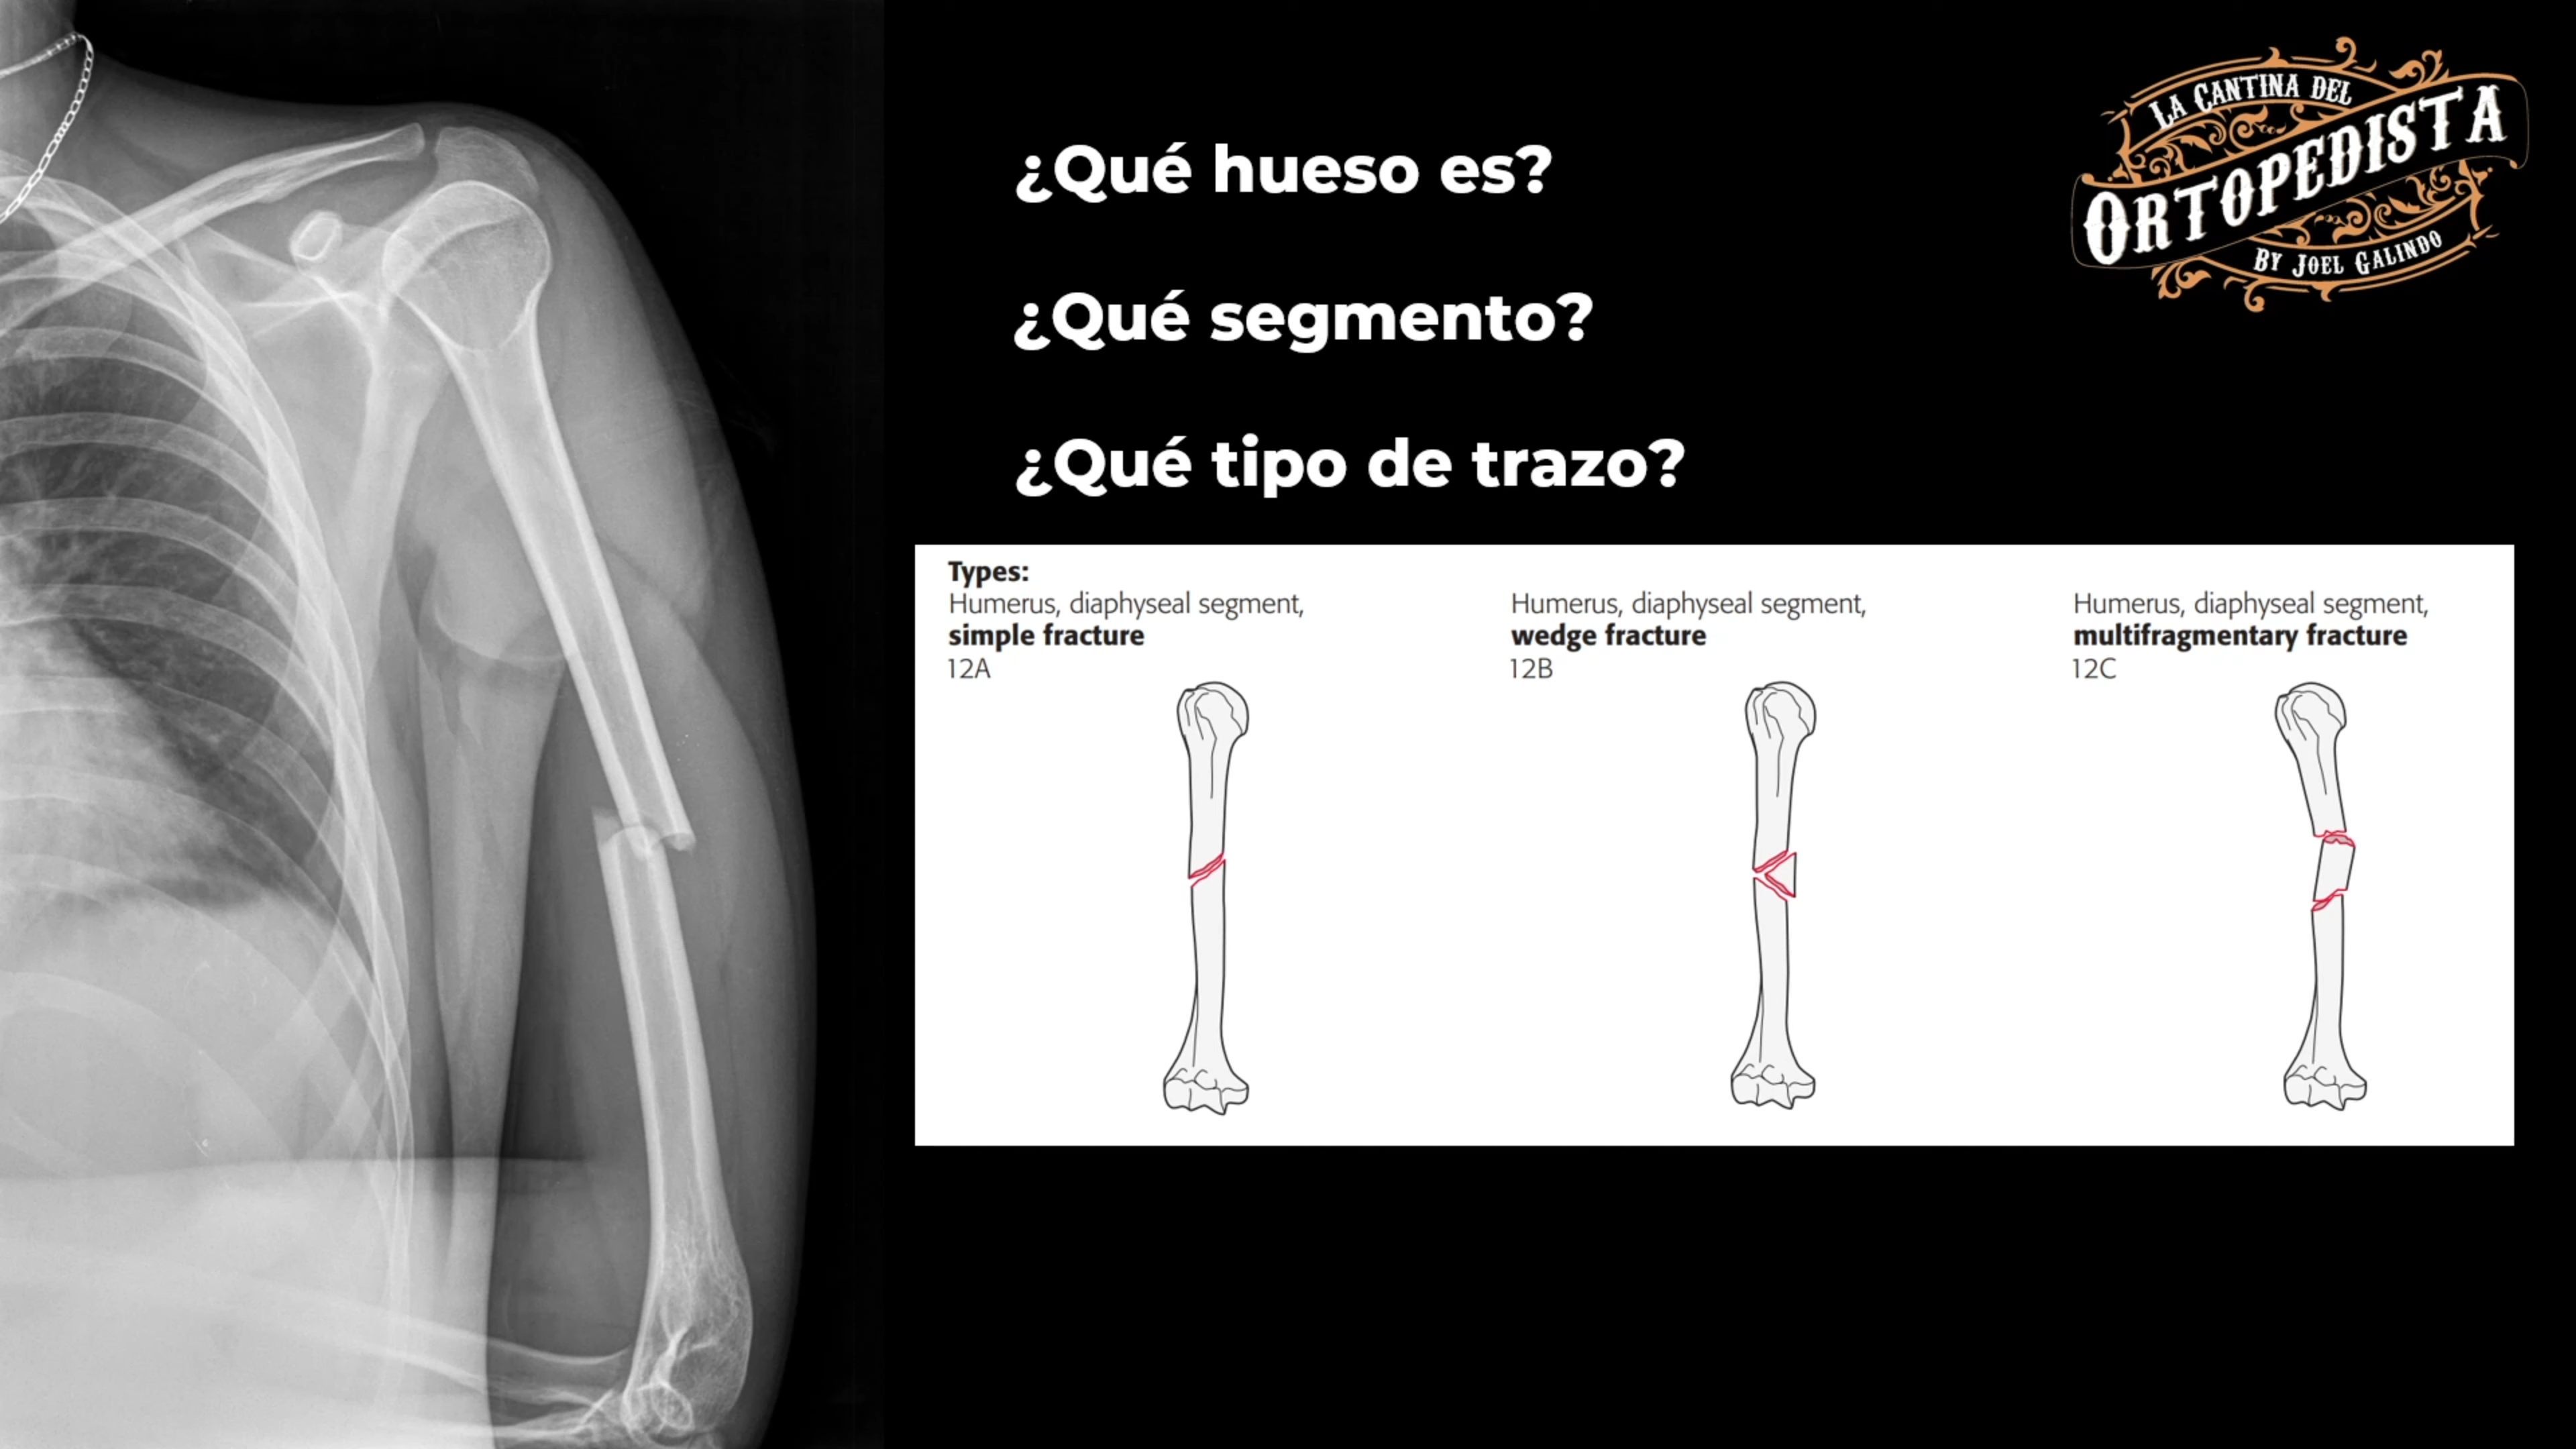 ¿Qué hueso es?
¿Qué segmento?
¿Qué tipo de trazo?
LA CANTINA DEL
ORTOPEDISTA
BY JOEL GALINDO
Types:
Humerus, diaphyseal segment,
simple fracture
12A
Humerus, diaphyseal segment,
wedge fracture
12B
Humerus, diaphyseal segment,
multifragmentary fracture
12C